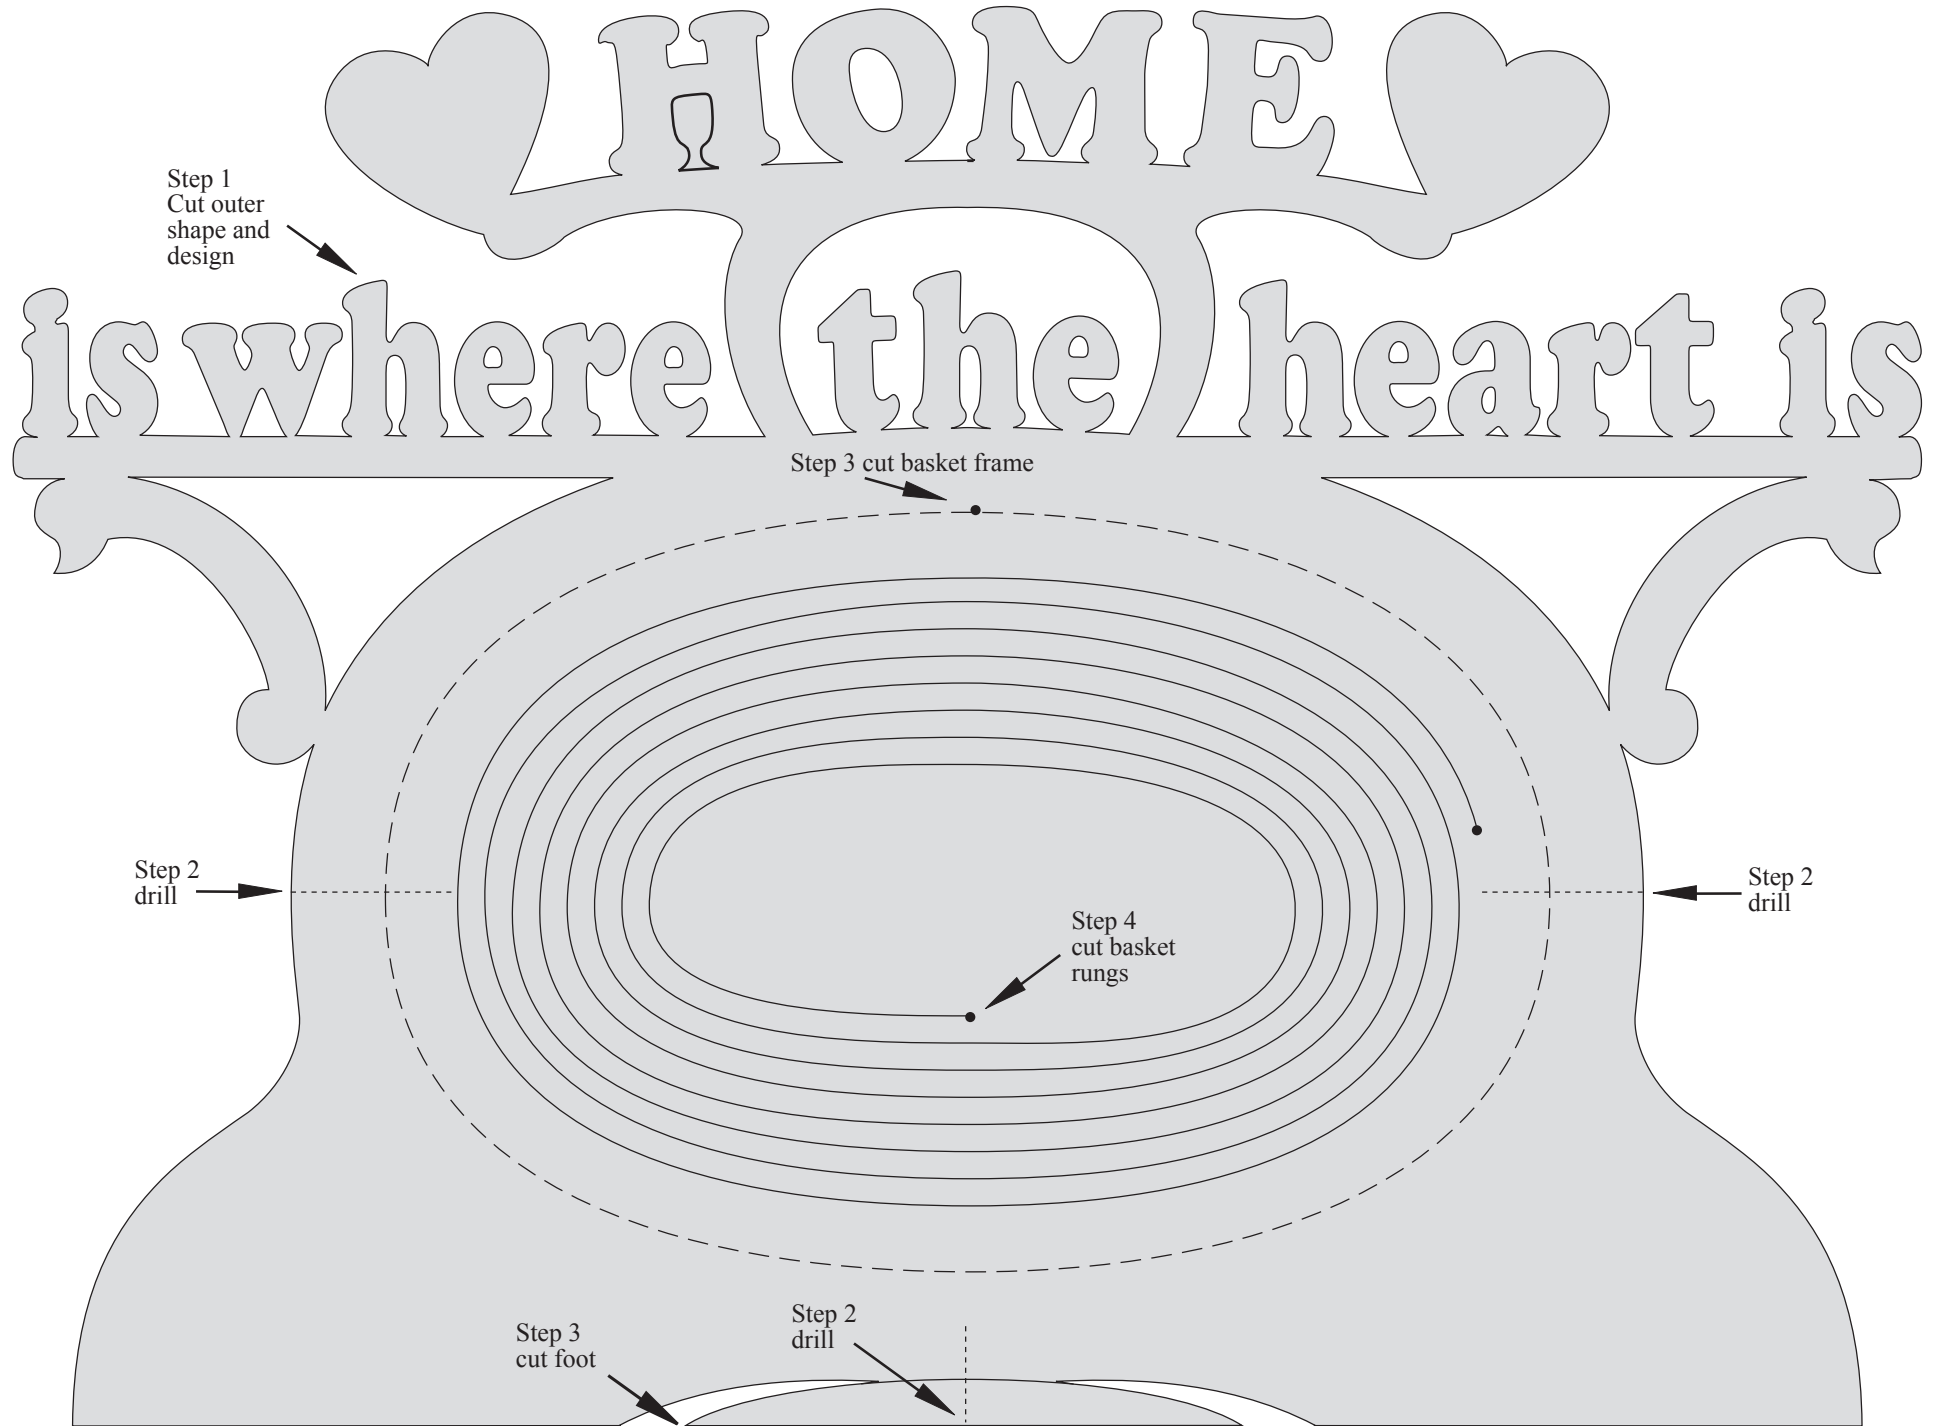 HOME
Step 1
Cut outer
shape and
design
is where the heart is
Step 3 cut basket frame
Step 2
drill
Step 2
drill
Step 4
cut basket
rungs
Step 2
drill
Step 3
cut foot